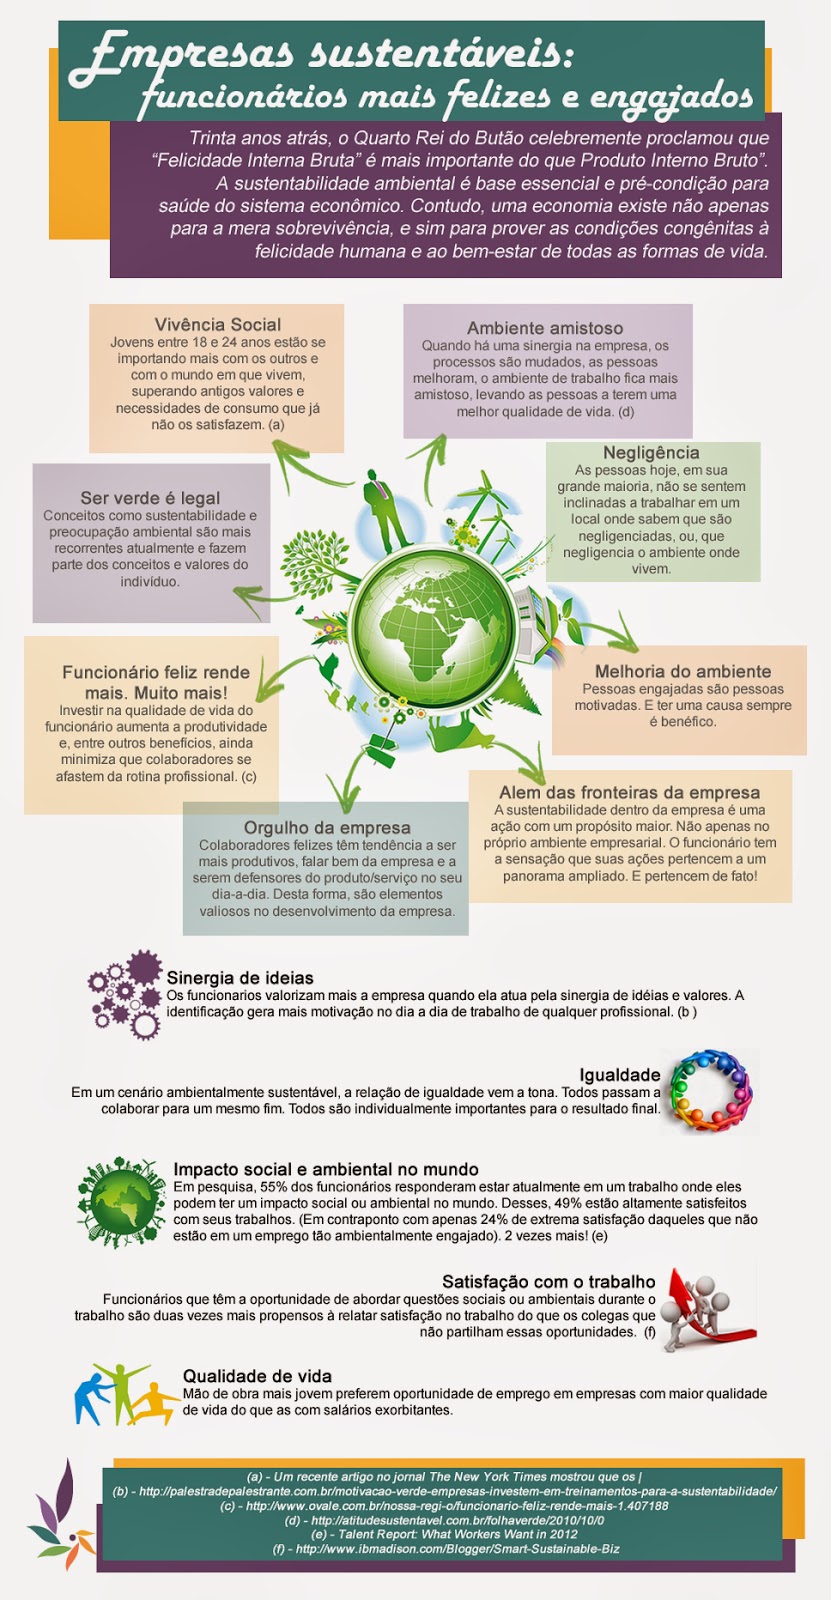 Empresas sustentáveis:
funcionários mais felizes e engajados
Trinta anos atrás, o Quarto Rei do Butão celebremente proclamou que
“Felicidade Interna Bruta” é mais importante do que Produto Interno Bruto”.
A sustentabilidade ambiental é base essencial e pré-condição para
saúde do sistema econômico. Contudo, uma economia existe não apenas
para a mera sobrevivência, e sim para prover as condições congênitas à
felicidade humana e ao bem-estar de todas as formas de vida.
Vivência Social
Jovens entre 18 e 24 anos estão se
importando mais com os outros e
com o mundo em que vivem,
superando antigos valores e
necessidades de consumo que já
não os satisfazem. (a)
Ambiente amistoso
Quando há uma sinergia na empresa, os
processos são mudados, as pessoas
melhoram, o ambiente de trabalho fica mais
amistoso, levando as pessoas a terem uma
melhor qualidade de vida. (d)
Negligência
As pessoas hoje, em sua
grande maioria, não se sentem
inclinadas a trabalhar em um
local onde sabem que são
negligenciadas, ou, que
negligencia o ambiente onde
vivem.
Ser verde é legal
Conceitos como sustentabilidade e
preocupação ambiental são mais
recorrentes atualmente e fazem
parte dos conceitos e valores do
indivíduo.
Funcionário feliz rende
mais. Muito mais!
Investir na qualidade de vida do
funcionário aumenta a produtividade
e, entre outros benefícios, ainda
minimiza que colaboradores se
afastem da rotina profissional. (c)
Melhoria do ambiente
Pessoas engajadas são pessoas
motivadas. E ter uma causa sempre
é benéfico.
Alem das fronteiras da empresa
A sustentabilidade dentro da empresa é uma
ação com um propósito maior. Não apenas no
próprio ambiente empresarial. O funcionário tem
a sensação que suas ações pertencem a um
panorama ampliado. E pertencem de fato!
Orgulho da empresa
Colaboradores felizes têm tendência a ser
mais produtivos, falar bem da empresa e a
serem defensores do produto/serviço no seu
dia-a-dia. Desta forma, são elementos
valiosos no desenvolvimento da empresa.
Sinergia de ideias
Os funcionarios valorizam mais a empresa quando ela atua pela sinergia de idéias e valores. A
identificação gera mais motivação no dia a dia de trabalho de qualquer profissional. (b )
Igualdade
Em um cenário ambientalmente sustentável, a relação de igualdade vem a tona. Todos passam a
colaborar para um mesmo fim. Todos são individualmente importantes para o resultado final.
Impacto social e ambiental no mundo
Em pesquisa, 55% dos funcionários responderam estar atualmente em um trabalho onde eles
podem ter um impacto social ou ambiental no mundo. Desses, 49% estão altamente satisfeitos
com seus trabalhos. (Em contraponto com apenas 24% de extrema satisfação daqueles que não
estão em um emprego tão ambientalmente engajado). 2 vezes mais! (e)
Satisfação com o trabalho
Funcionários que têm a oportunidade de abordar questões sociais ou ambientais durante o
trabalho são duas vezes mais propensos à relatar satisfação no trabalho do que os colegas que
não partilham essas oportunidades. (f)
Qualidade de vida
Mão de obra mais jovem preferem oportunidade de emprego em empresas com maior qualidade
de vida do que as com salários exorbitantes.
(a) - Um recente artigo no jornal The New York Times mostrou que os |
(b) - http://palestradepalestrante.com.br/motivacao-verde-empresas-investem-em-treinamentos-para-a-sustentabilidade/
(c) - http://www.ovale.com.br/nossa-regi-o/funcionario-feliz-rende-mais-1.407188
(d) - http://atitudesustentavel.com.br/folhaverde/2010/10/0
(e) - Talent Report: What Workers Want in 2012
(f) - http://www.ibmadison.com/Blogger/Smart-Sustainable-Biz